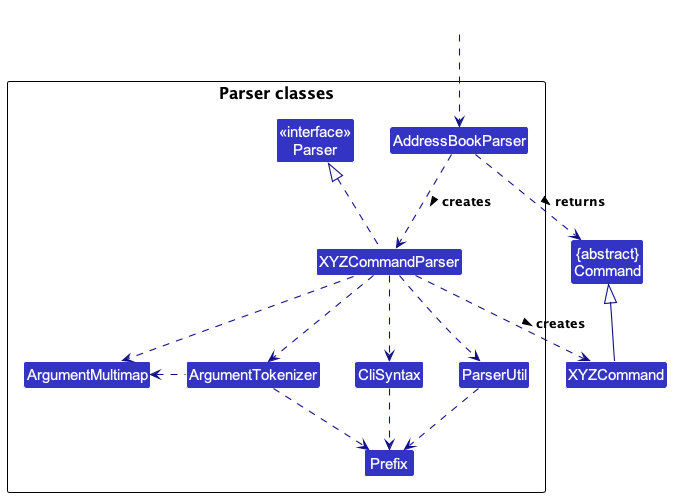 Parser classes
«interface»
Parser
AddressBookParser
creates
returns
XYZCommandParser
{abstract}
Command
creates
ArgumentMultimap
ArgumentTokenizer
CliSyntax
ParserUtil
XYZCommand
Prefix